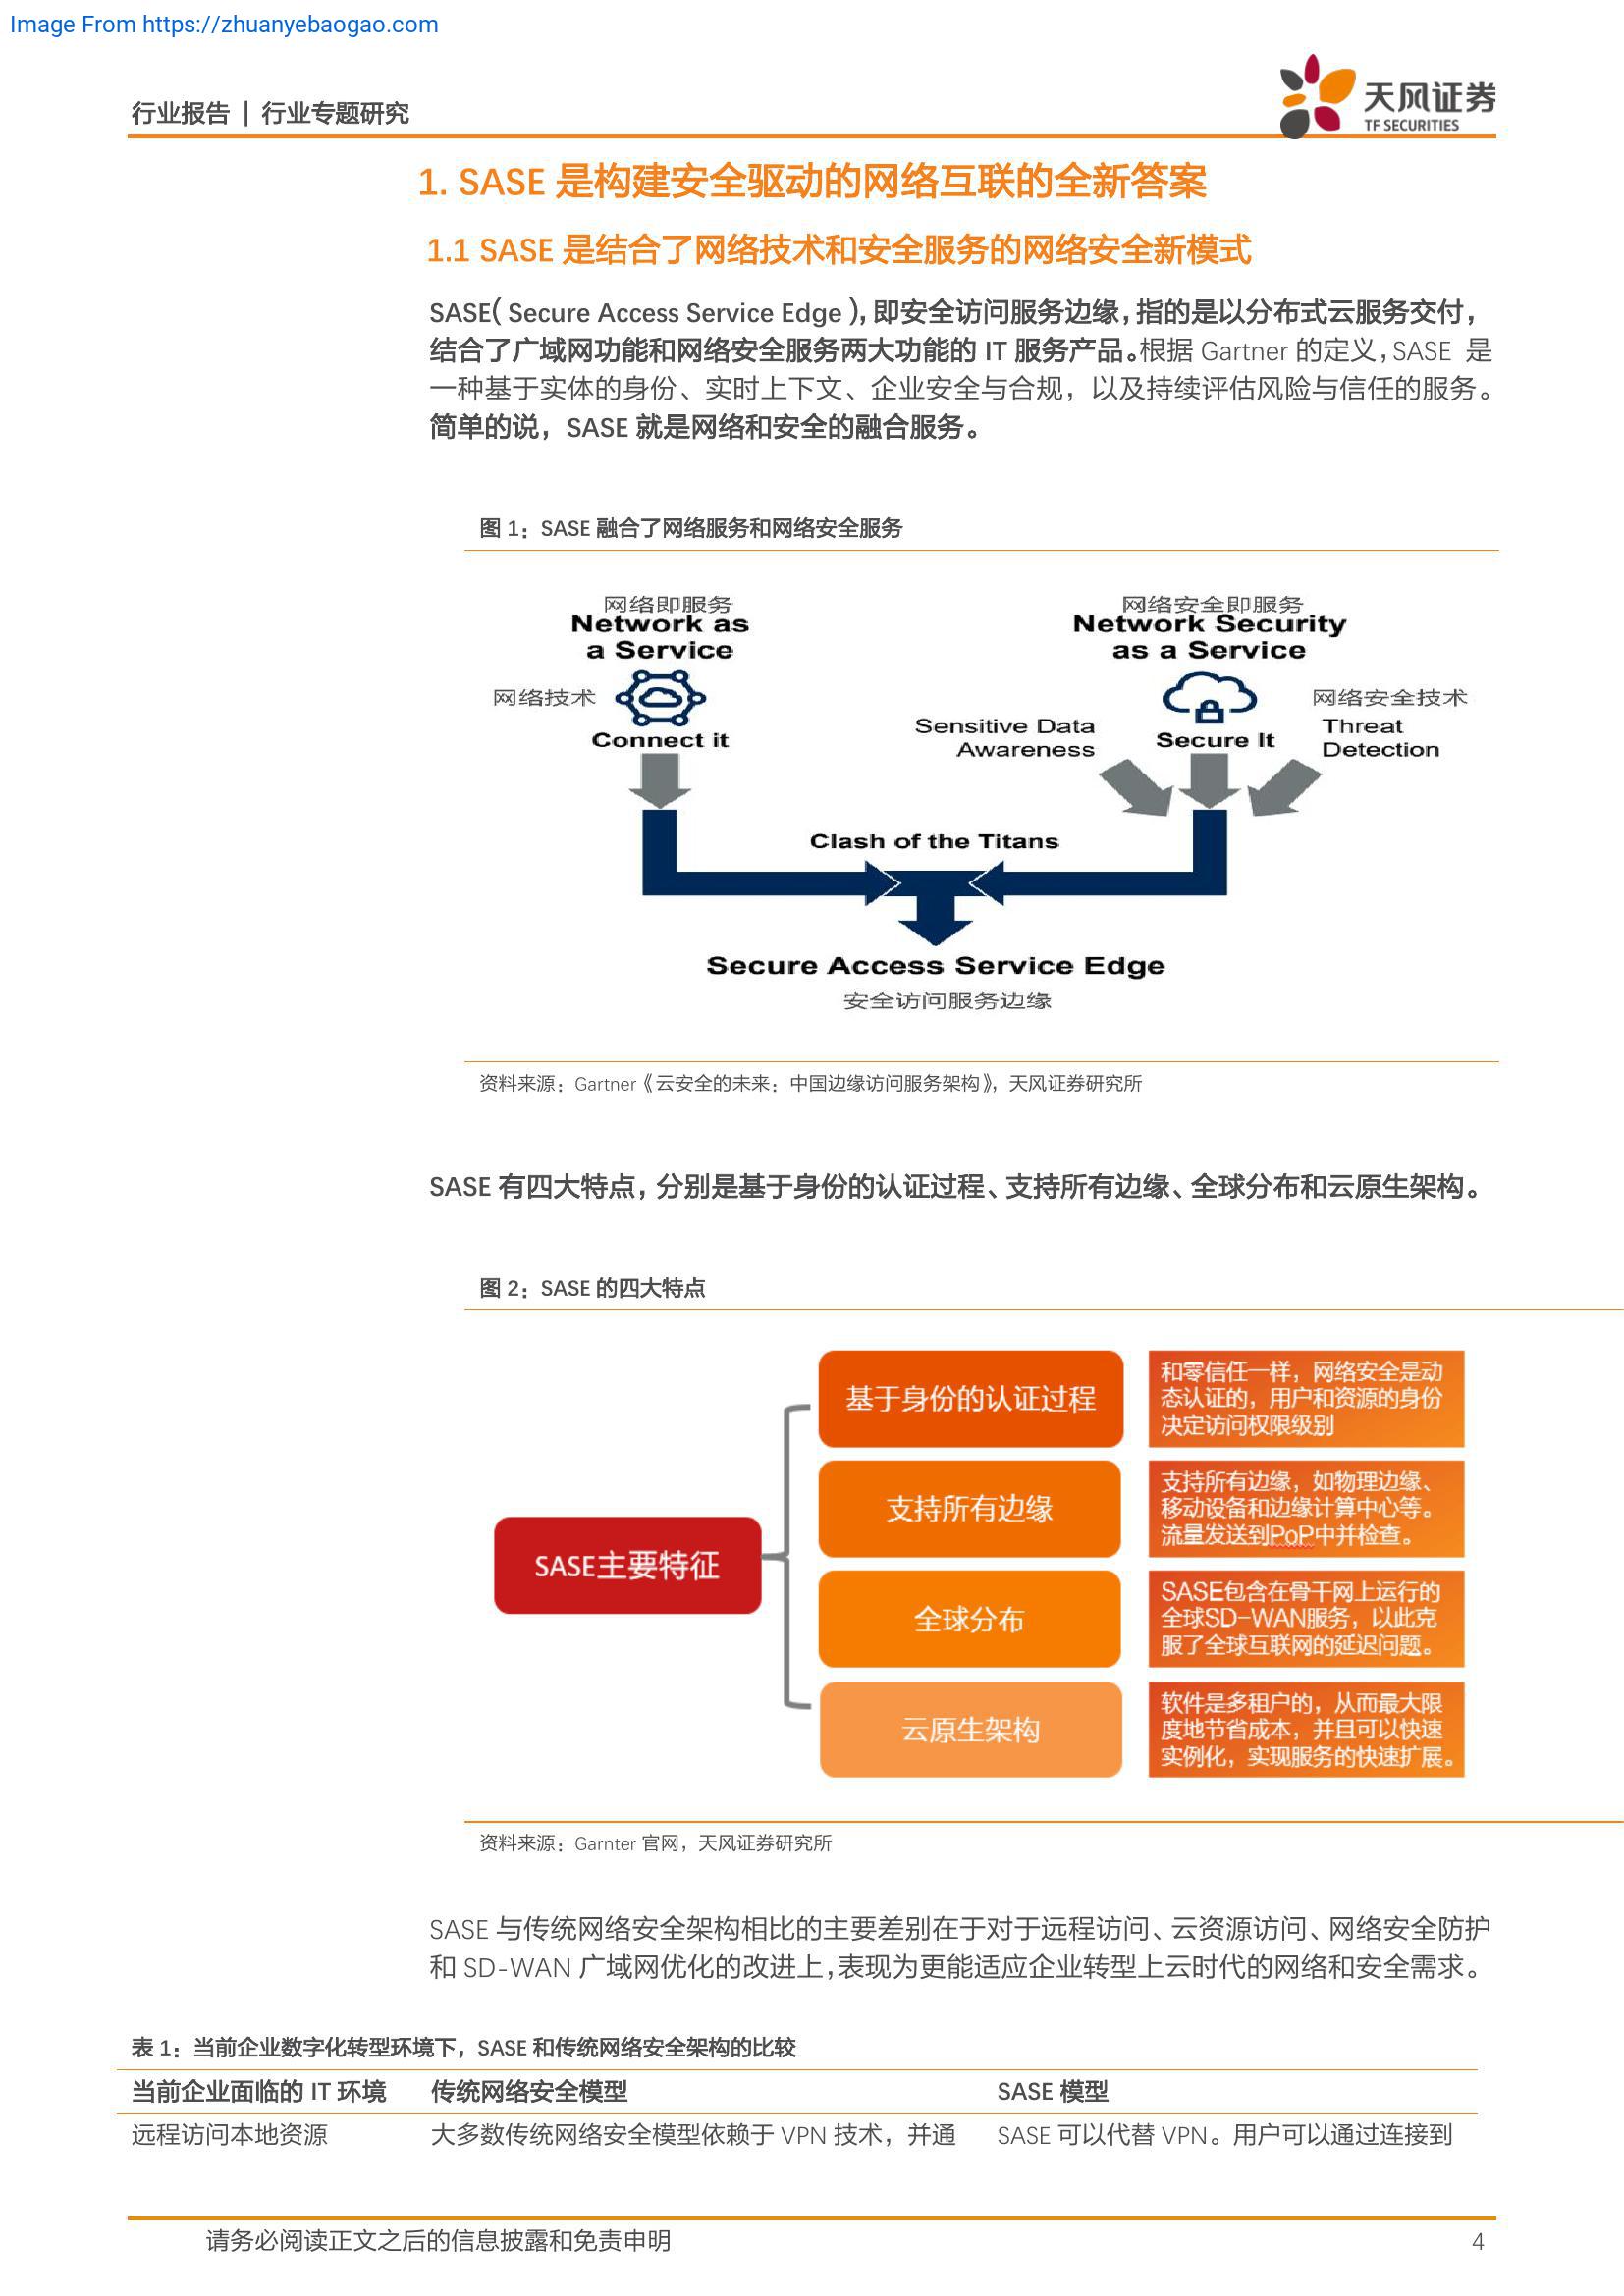 Image From https://zhuanyebaogao.com
行业报告 | 行业专题研究
天风证券
TF SECURITIES
1. SASE 是构建安全驱动的网络互联的全新答案
1.1 SASE 是结合了网络技术和安全服务的网络安全新模式
SASE（Secure Access Service Edge），即安全访问服务边缘，指的是以分布式云服务交付，
结合了广域网功能和网络安全服务两大功能的 IT 服务产品。根据 Gartner 的定义，SASE 是
一种基于实体的身份、实时上下文、企业安全与合规，以及持续评估风险与信任的服务。
简单的说，SASE 就是网络和安全的融合服务。
图 1：SASE 融合了网络服务和网络安全服务
网络即服务
Network as
a Service
网络技术
Connect it
网络安全即服务
Network Security
as a Service
网络安全技术
Sensitive Data
Awareness
Secure It
Threat
Detection
Clash of the Titans
Secure Access Service Edge
安全访问服务边缘
资料来源：Gartner《云安全的未来：中国边缘访问服务架构》，天风证券研究所
SASE 有四大特点，分别是基于身份的认证过程、支持所有边缘、全球分布和云原生架构。
图 2：SASE 的四大特点
SASE主要特征
基于身份的认证过程
和零信任一样，网络安全是动
态认证的，用户和资源的身份
决定访问权限级别
支持所有边缘
支持所有边缘，如物理边缘、
移动设备和边缘计算中心等。
流量发送到PoP中并检查。
全球分布
SASE包含在骨干网上运行的
全球SD-WAN服务，以此克
服了全球互联网的延迟问题。
云原生架构
软件是多租户的，从而最大限
度地节省成本，并且可以快速
实例化，实现服务的快速扩展。
资料来源：Garnter 官网，天风证券研究所
SASE 与传统网络安全架构相比的主要差别在于对于远程访问、云资源访问、网络安全防护
和 SD-WAN 广域网优化的改进上，表现为更能适应企业转型上云时代的网络和安全需求。
表 1：当前企业数字化转型环境下，SASE 和传统网络安全架构的比较
当前企业面临的 IT 环境 传统网络安全模型 SASE 模型
远程访问本地资源 大多数传统网络安全模型依赖于 VPN 技术，并通 SASE 可以代替 VPN。用户可以通过连接到
请务必阅读正文之后的信息披露和免责申明 4